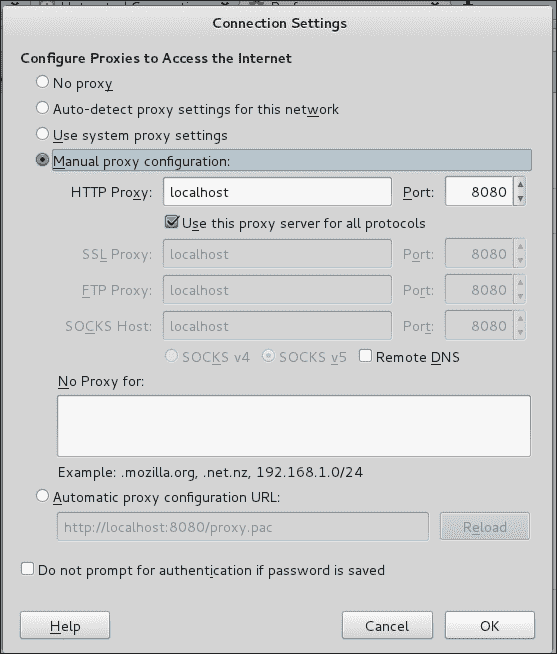 Connection Settings
Configure Proxies to Access the Internet
No proxy
Auto-detect proxy settings for this network
Use system proxy settings
Manual proxy configuration:
HTTP Proxy: localhost Port: 8080
Use this proxy server for all protocols
SSL Proxy: localhost Port: 8080
FTP Proxy: localhost Port: 8080
SOCKS Host: localhost Port: 8080
SOCKS v4 SOCKS v5 Remote DNS
No Proxy for:
Example: .mozilla.org, .net.nz, 192.168.1.0/24
Automatic proxy configuration URL:
http://localhost:8080/proxy.pac Reload
Do not prompt for authentication if password is saved
Help Cancel OK